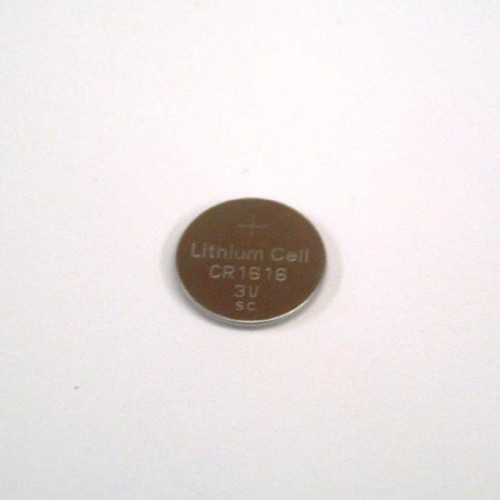 +
Lithium Cell
CR1616
3V
SC